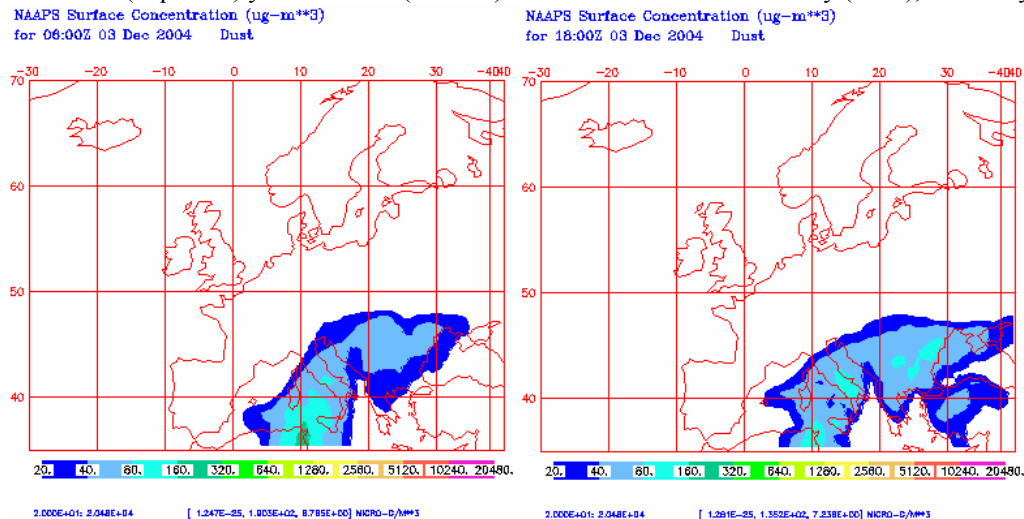 NAAPS Surface Concentration (ug-m**3)
for 06:00Z 03 Dec 2004 Dust
-30 -20 -10 0 10 20 30 -4040
70
60
50
40
20. 40. 80. 160. 320. 640. 1280. 2560. 5120. 10240. 20480.
2.000E+01: 2.048E+04 [ 1.247E-25, 1.903E+02, 8.785E+00] MICRO-G/M**3
NAAPS Surface Concentration (ug-m**3)
for 18:00Z 03 Dec 2004 Dust
-30 -20 -10 0 10 20 30 -4040
70
60
50
40
20. 40. 80. 160. 320. 640. 1280. 2560. 5120. 10240. 20480.
2.000E+01: 2.048E+04 [ 1.281E-25, 1.352E+02, 7.238E+00] MICRO-G/M**3